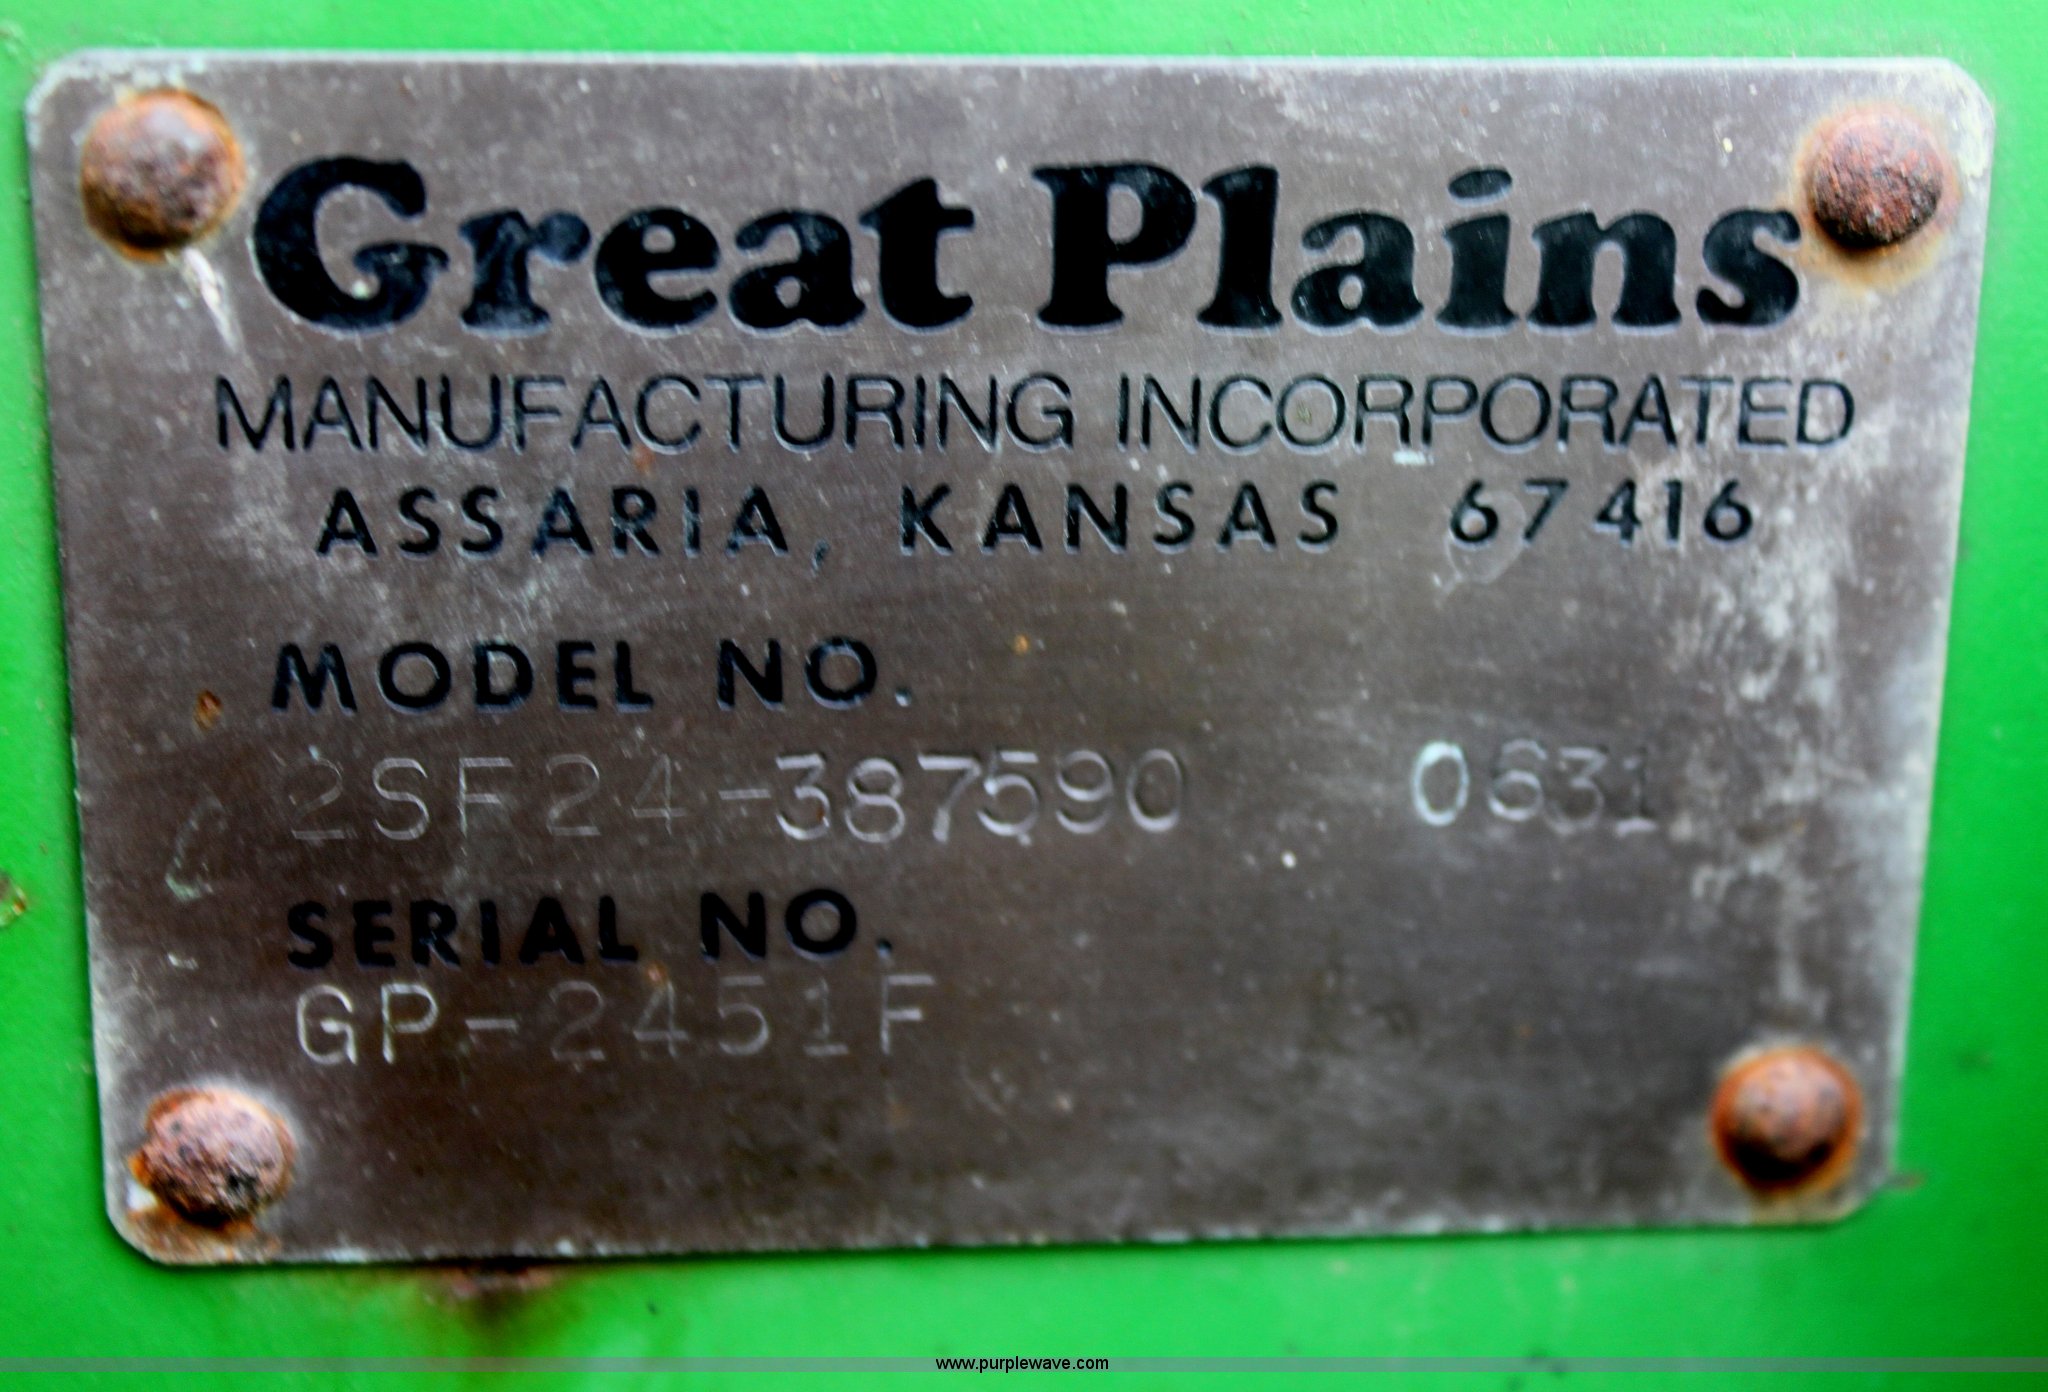 Great Plains
MANUFACTURING INCORPORATED
ASSARIA, KANSAS 67416
MODEL NO.
2SF24-387590 0631
SERIAL NO.
GP-2451F
www.purplewave.com